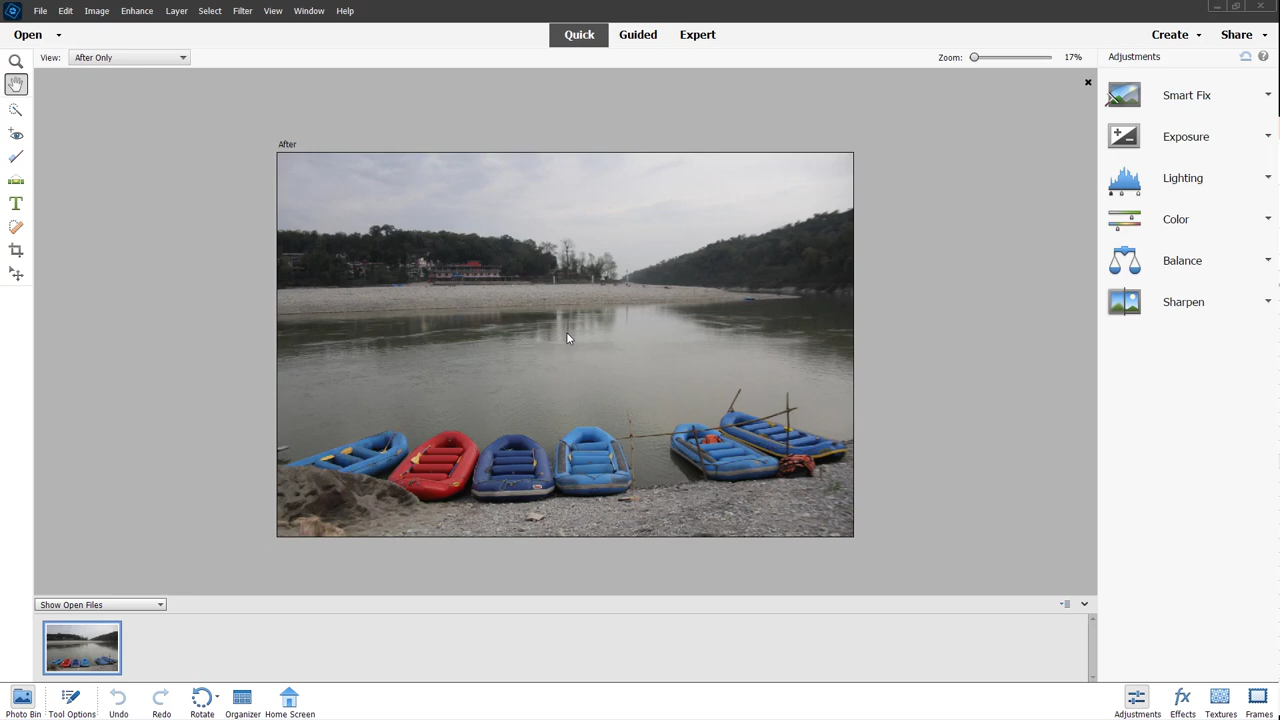 File Edit Image Enhance Layer Select Filter View Window Help
Open Quick Guided Expert Create Share
View: After Only Zoom: 17% Adjustments
After
Smart Fix
Exposure
Lighting
Color
Balance
Sharpen
Show Open Files
Photo Bin Tool Options Undo Redo Rotate Organizer Home Screen Adjustments Effects Textures Frames